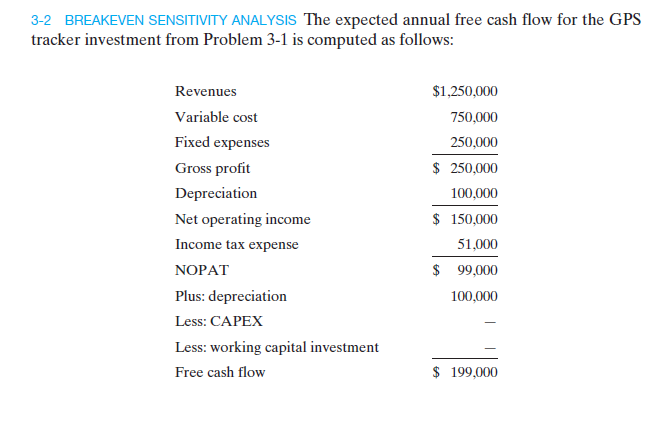 3-2 BREAKEVEN SENSITIVITY ANALYSIS The expected annual free cash flow for the GPS
tracker investment from Problem 3-1 is computed as follows:
Revenues $1,250,000
Variable cost 750,000
Fixed expenses 250,000
Gross profit $ 250,000
Depreciation 100,000
Net operating income $ 150,000
Income tax expense 51,000
NOPAT $ 99,000
Plus: depreciation 100,000
Less: CAPEX —
Less: working capital investment —
Free cash flow $ 199,000